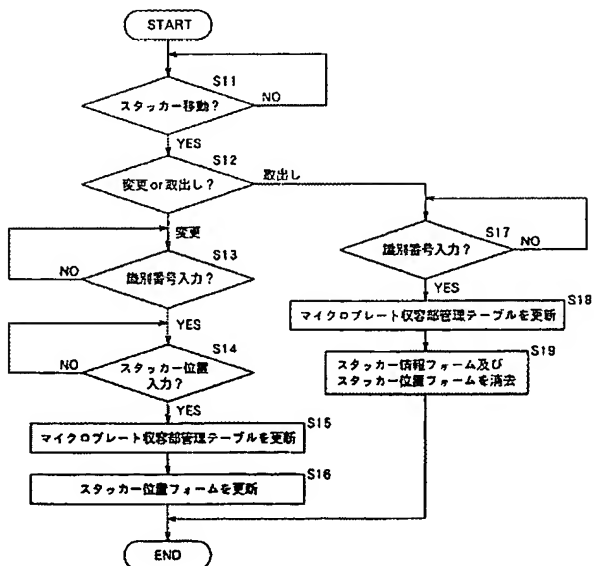 START
S11
スタッカー移動?
NO
YES
S12
変更or取出し?
取出し
変更
S13
識別番号入力?
NO
YES
S14
スタッカー位置
入力?
NO
YES
S15
マイクロプレート収容部管理テーブルを更新
S16
スタッカー位置フォームを更新
S17
識別番号入力?
NO
YES
S18
マイクロプレート収容部管理テーブルを更新
S19
スタッカー情報フォーム及び
スタッカー位置フォームを消去
END